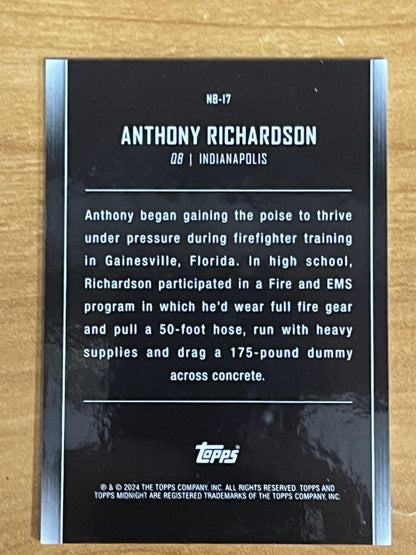 NB-17
ANTHONY RICHARDSON
QB | INDIANAPOLIS
Anthony began gaining the poise to thrive
under pressure during firefighter training
in Gainesville, Florida. In high school,
Richardson participated in a Fire and EMS
program in which he'd wear full fire gear
and pull a 50-foot hose, run with heavy
supplies and drag a 175-pound dummy
across concrete.
Topps®
℗ & © 2024 THE TOPPS COMPANY, INC. ALL RIGHTS RESERVED. TOPPS AND
TOPPS MIDNIGHT ARE REGISTERED TRADEMARKS OF THE TOPPS COMPANY, INC.